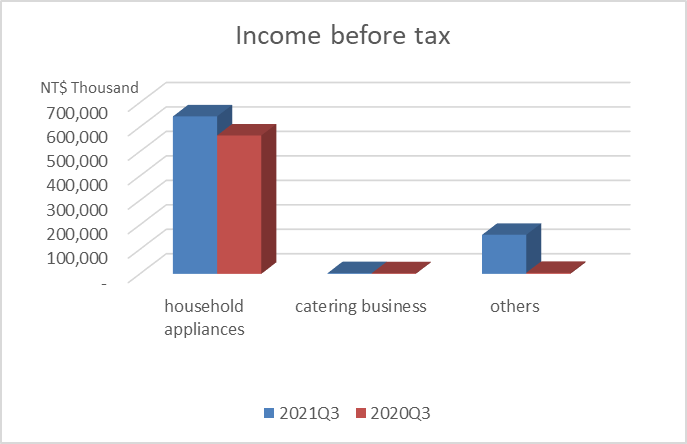 Income before tax
NT$ Thousand
700,000
600,000
500,000
400,000
300,000
200,000
100,000
-
household
appliances
catering business
others
2021Q3
2020Q3